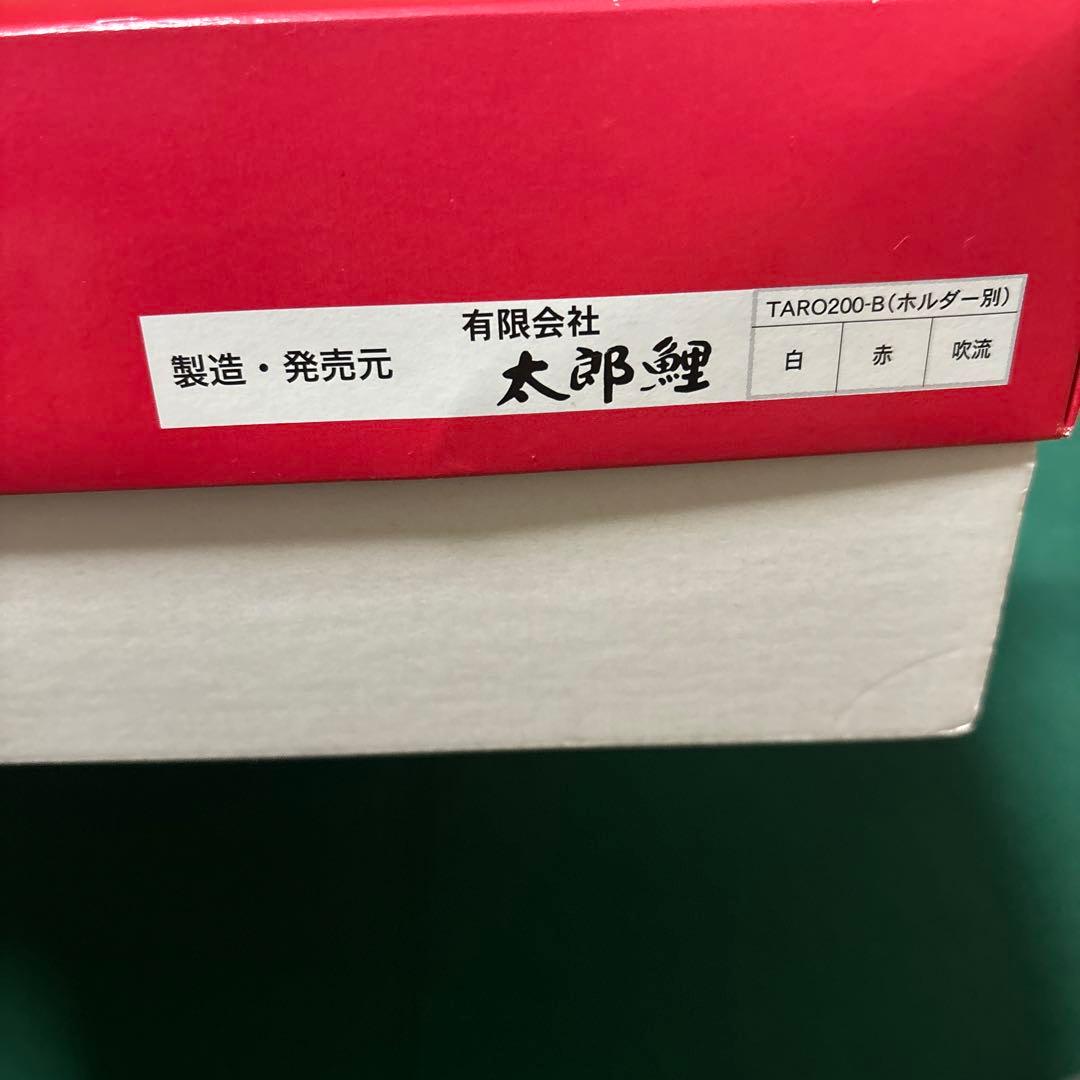 製造・発売元
有限会社
太郎鯉
TARO200-B(ホルダー別)
白 赤 吹流